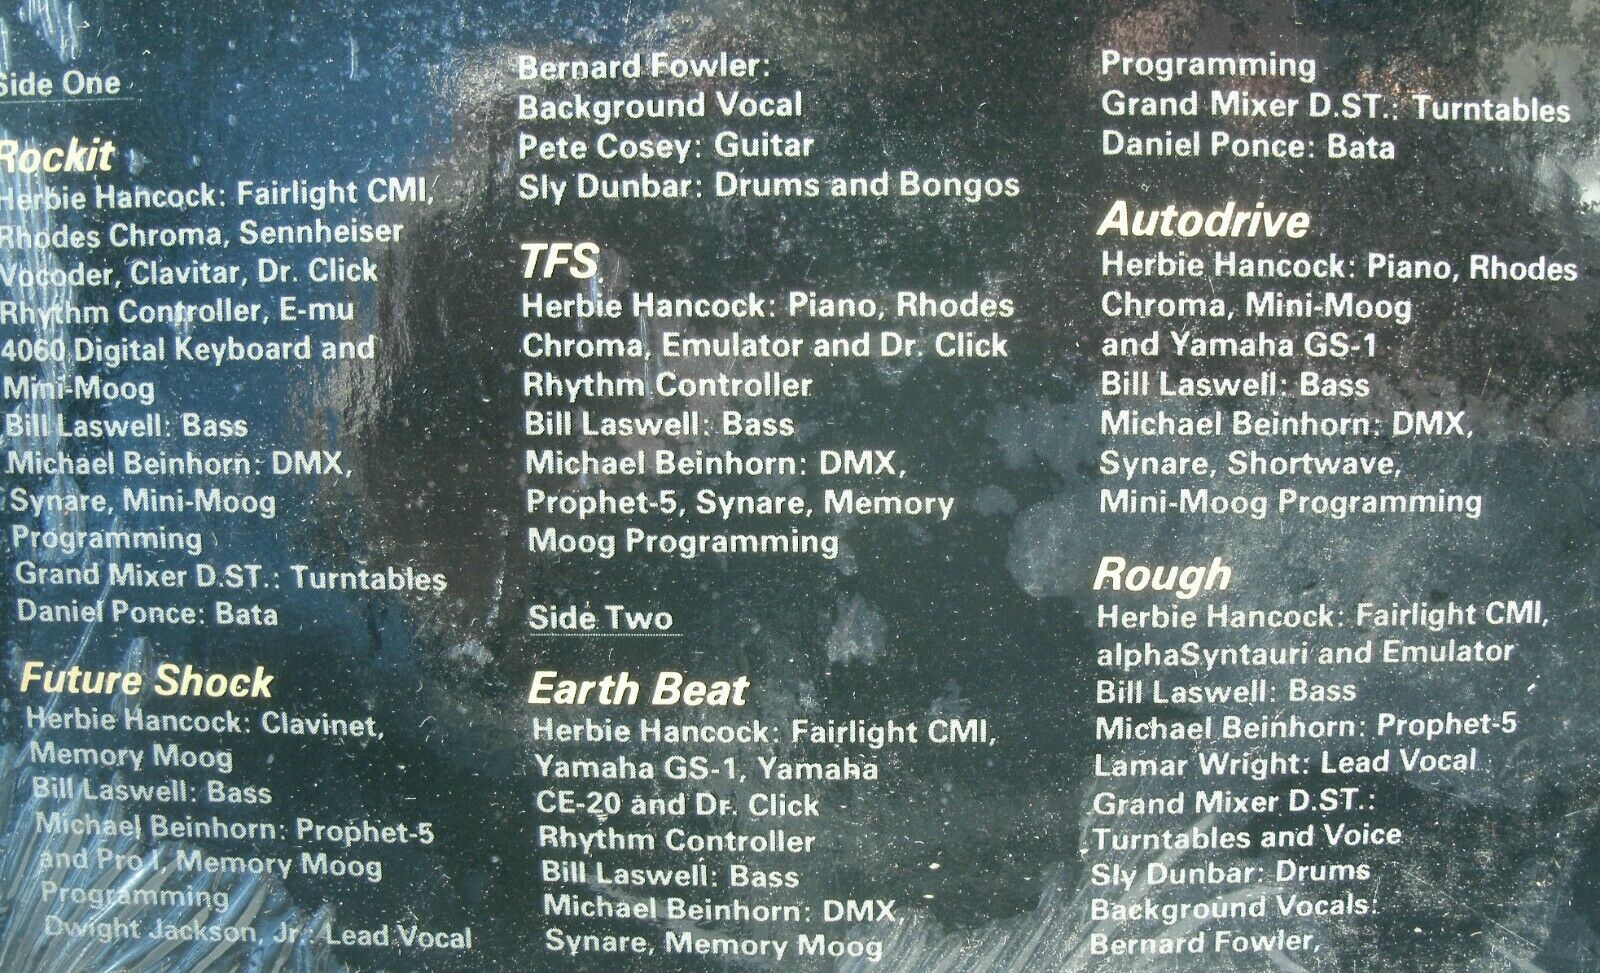 Side One
Rockit
Herbie Hancock: Fairlight CMI,
Rhodes Chroma, Sennheiser
Vocoder, Clavitar, Dr. Click
Rhythm Controller, E-mu
4060 Digital Keyboard and
Mini-Moog
Bill Laswell: Bass
Michael Beinhorn: DMX,
Synare, Mini-Moog
Programming
Grand Mixer D.ST.: Turntables
Daniel Ponce: Bata
Future Shock
Herbie Hancock: Clavinet,
Memory Moog
Bill Laswell: Bass
Michael Beinhorn: Prophet-5
and Pro I, Memory Moog
Programming
Dwight Jackson, Jr.: Lead Vocal
Bernard Fowler:
Background Vocal
Pete Cosey: Guitar
Sly Dunbar: Drums and Bongos
TFS
Herbie Hancock: Piano, Rhodes
Chroma, Emulator and Dr. Click
Rhythm Controller
Bill Laswell: Bass
Michael Beinhorn: DMX,
Prophet-5, Synare, Memory
Moog Programming
Side Two
Earth Beat
Herbie Hancock: Fairlight CMI,
Yamaha GS-1, Yamaha
CE-20 and Dr. Click
Rhythm Controller
Bill Laswell: Bass
Michael Beinhorn: DMX,
Synare, Memory Moog
Programming
Grand Mixer D.ST.: Turntables
Daniel Ponce: Bata
Autodrive
Herbie Hancock: Piano, Rhodes
Chroma, Mini-Moog
and Yamaha GS-1
Bill Laswell: Bass
Michael Beinhorn: DMX,
Synare, Shortwave,
Mini-Moog Programming
Rough
Herbie Hancock: Fairlight CMI,
alphaSyntauri and Emulator
Bill Laswell: Bass
Michael Beinhorn: Prophet-5
Lamar Wright: Lead Vocal
Grand Mixer D.ST.:
Turntables and Voice
Sly Dunbar: Drums
Background Vocals:
Bernard Fowler,